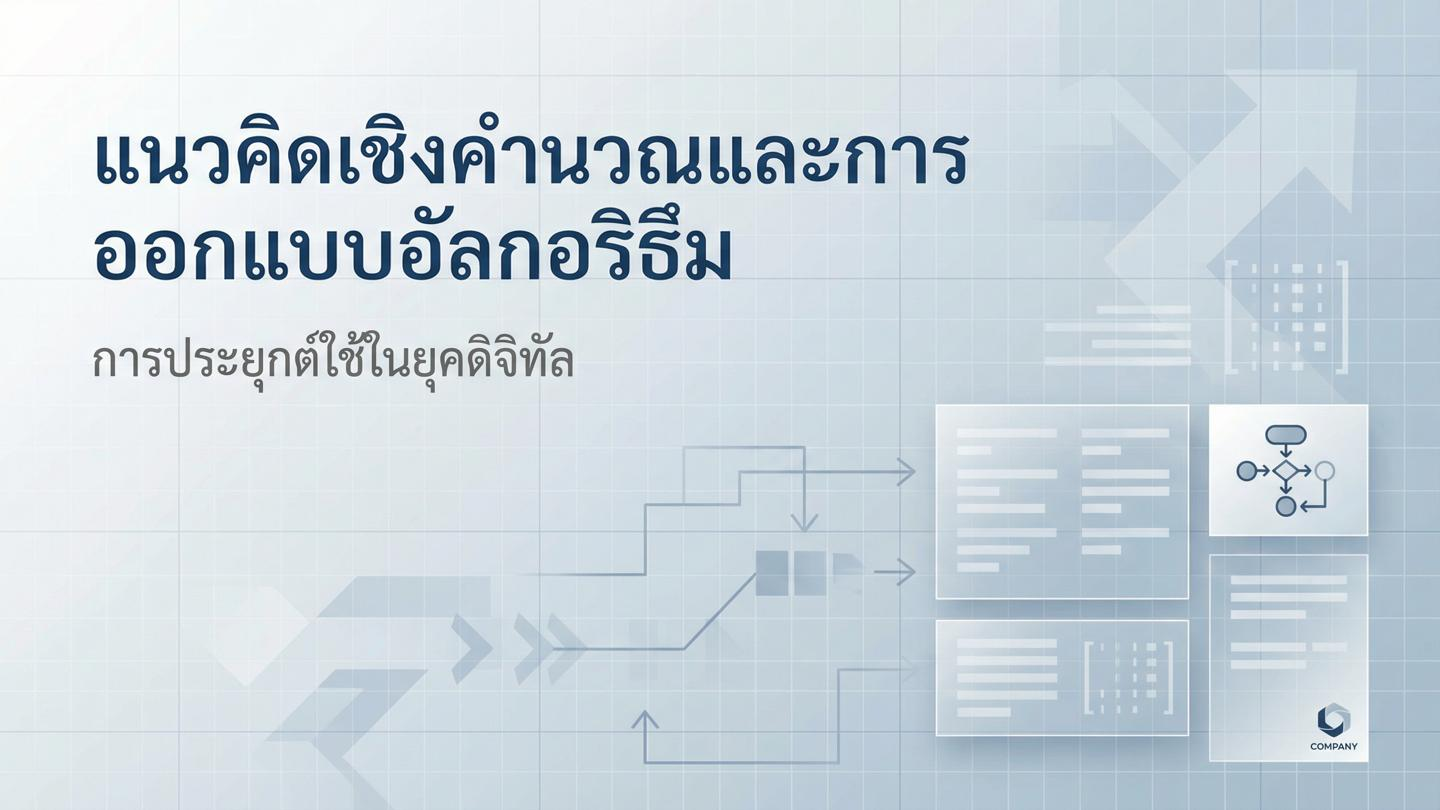 แนวคิดเชิงคำนวณและการ
ออกแบบอัลกอริธึม
การประยุกต์ใช้ในยุคดิจิทัล
COMPANY